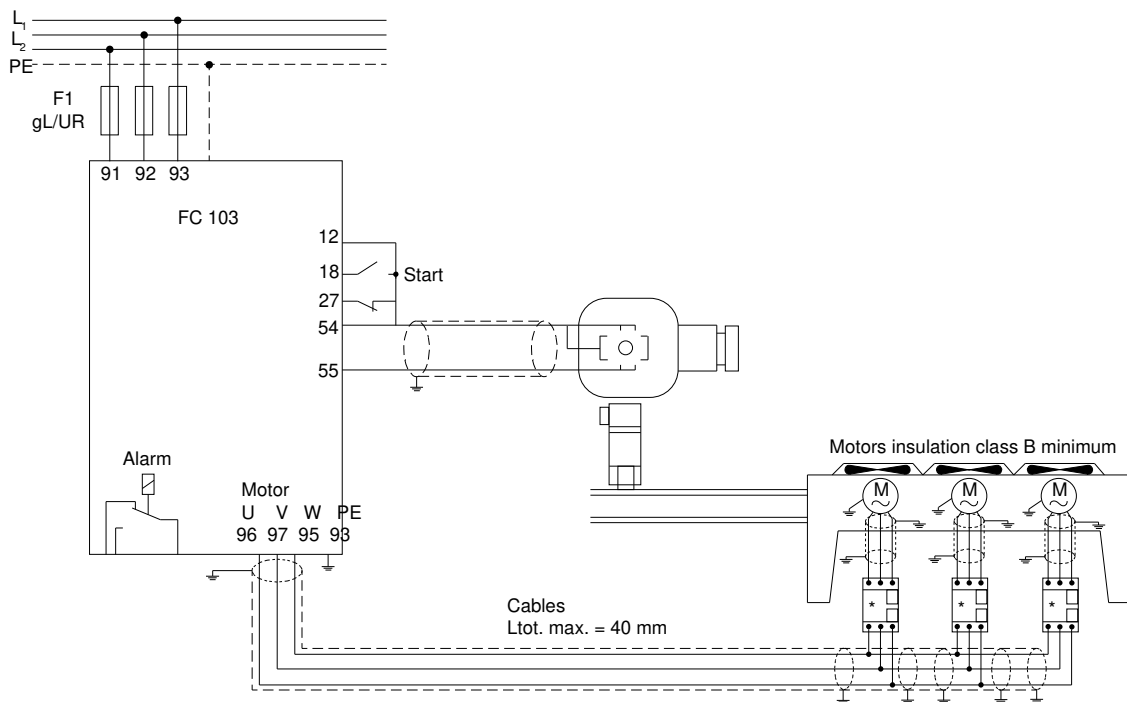 L1
L2
PE
F1
gL/UR
91 92 93
FC 103
12
18 Start
27
54
55
Alarm
Motor
U V W PE
96 97 95 93
Motors insulation class B minimum
M M M
* * *
Cables
Ltot. max. = 40 mm